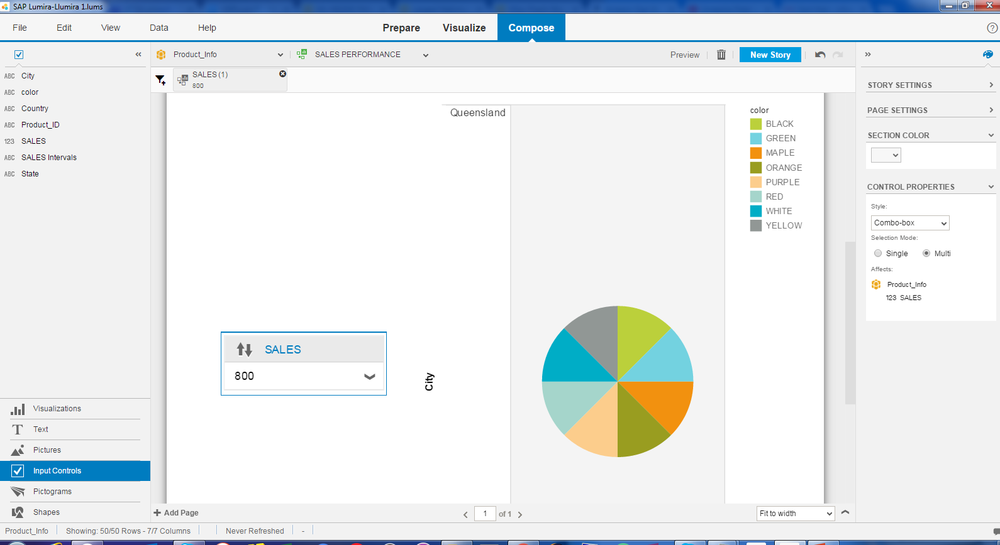 SAP Lumira-Llumira 1.lums
File Edit View Data Help Prepare Visualize Compose
Product_Info SALES PERFORMANCE Preview New Story
SALES (1)
800
ABC City
ABC color
ABC Country
ABC Product_ID
123 SALES
ABC SALES Intervals
ABC State
Visualizations
Text
Pictures
Input Controls
Pictograms
Shapes
Queensland
color
BLACK
GREEN
MAPLE
ORANGE
PURPLE
RED
WHITE
YELLOW
SALES
800
City
STORY SETTINGS
PAGE SETTINGS
SECTION COLOR
CONTROL PROPERTIES
Style:
Combo-box
Selection Mode:
Single Multi
Affects:
Product_Info
123 SALES
+ Add Page 1 of 1 Fit to width
Product_Info Showing: 50/50 Rows - 7/7 Columns Never Refreshed -